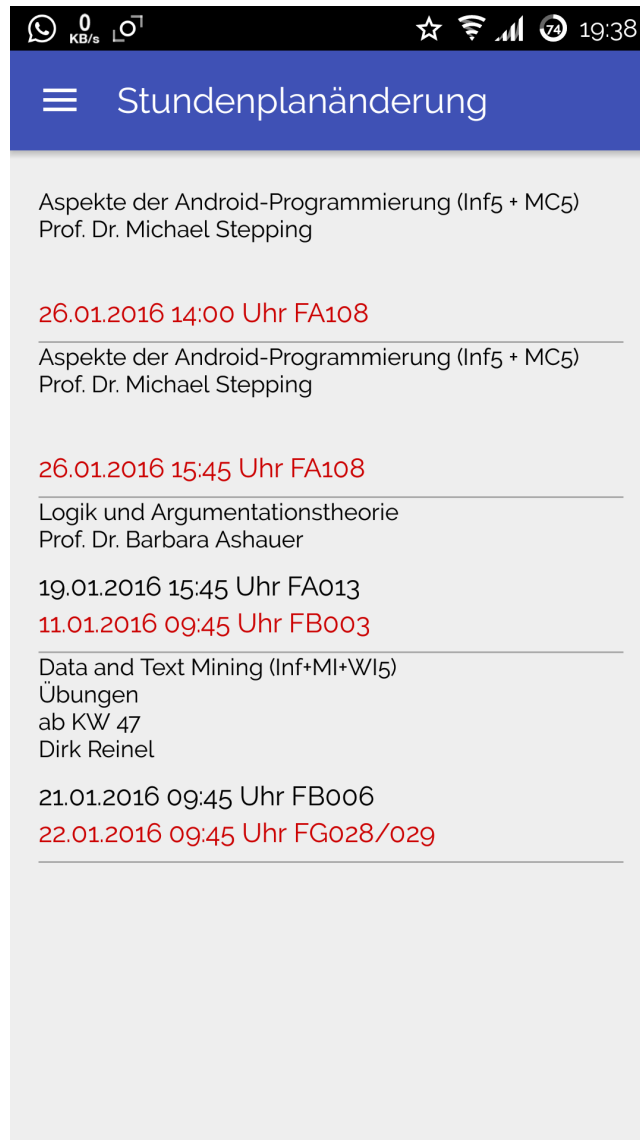 0
KB/s
74
19:38
Stundenplanänderung
Aspekte der Android-Programmierung (Inf5 + MC5)
Prof. Dr. Michael Stepping
26.01.2016 14:00 Uhr FA108
Aspekte der Android-Programmierung (Inf5 + MC5)
Prof. Dr. Michael Stepping
26.01.2016 15:45 Uhr FA108
Logik und Argumentationstheorie
Prof. Dr. Barbara Ashauer
19.01.2016 15:45 Uhr FA013
11.01.2016 09:45 Uhr FB003
Data and Text Mining (Inf+MI+WI5)
Übungen
ab KW 47
Dirk Reinel
21.01.2016 09:45 Uhr FB006
22.01.2016 09:45 Uhr FG028/029